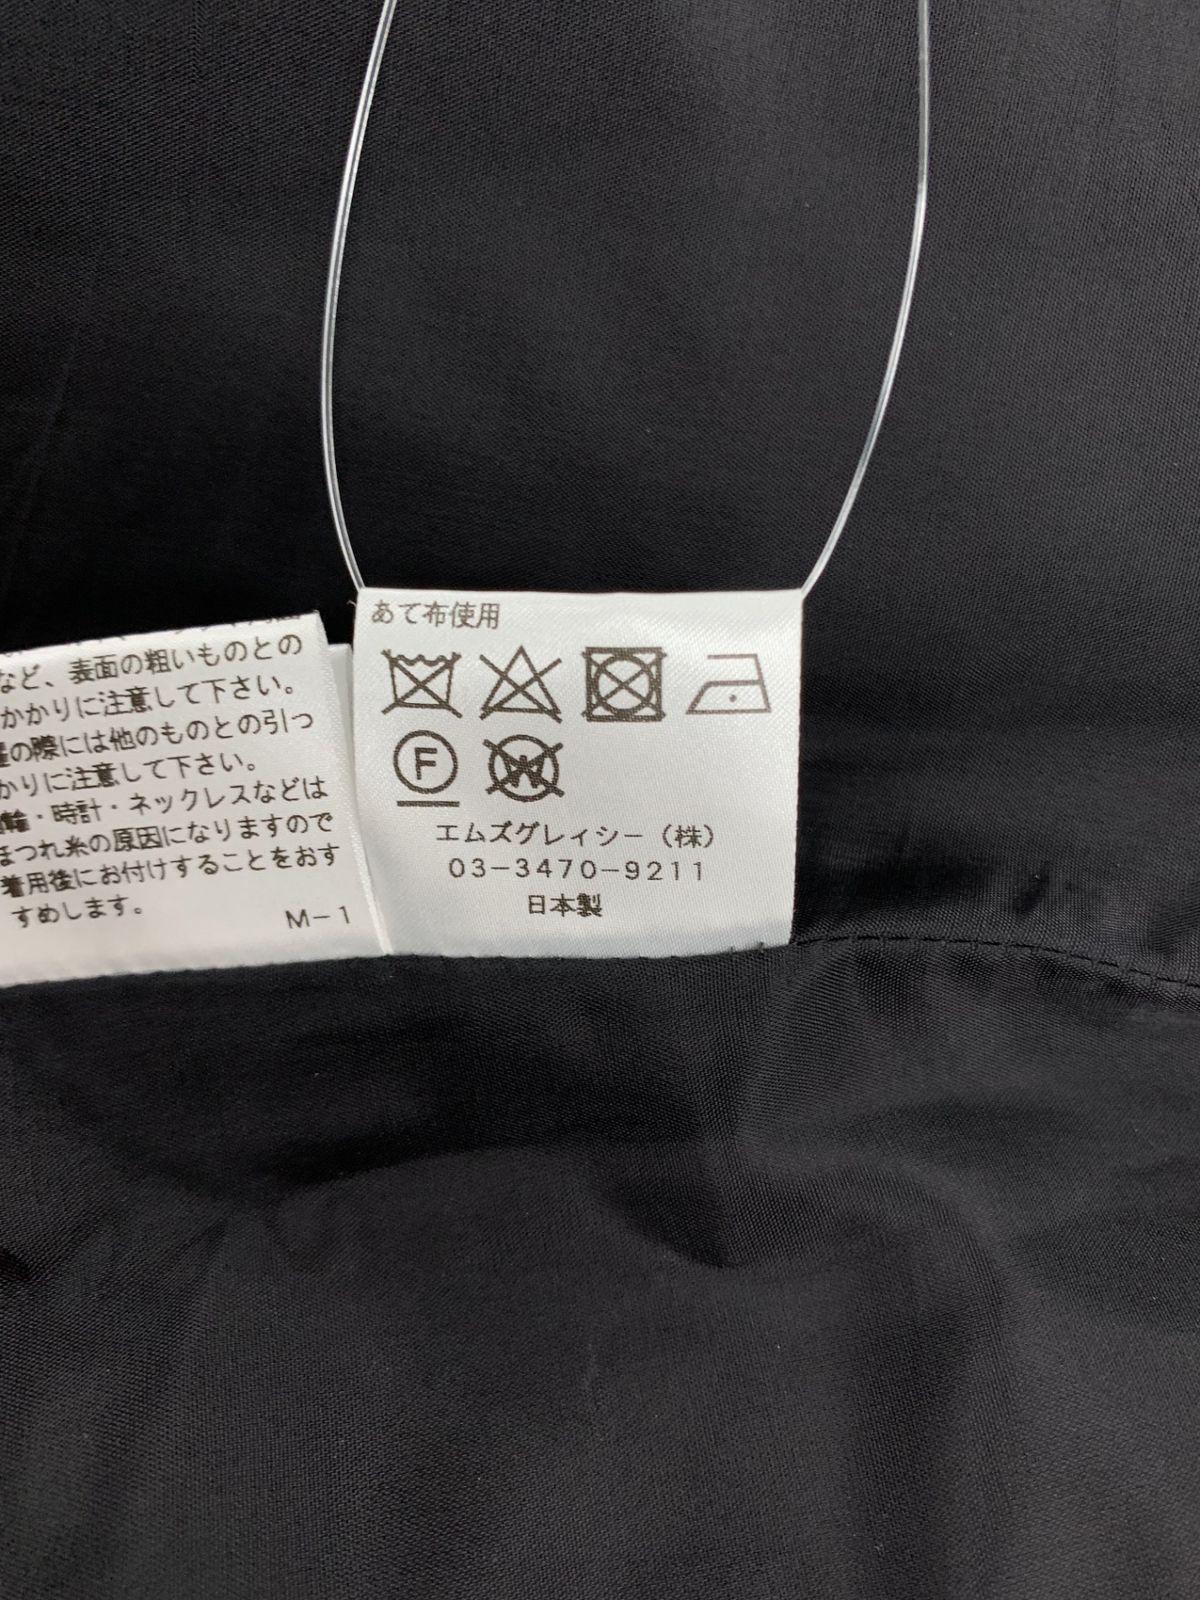 など、表面の粗いものとの
かかりに注意して下さい。
の際には他のものとの引っ
かりに注意して下さい。
輪・時計・ネックレスなどは
ほつれ糸の原因になりますので
着用後にお付けすることをおす
すめします。
M-1
あて布使用
F
W
エムズグレィシー(株)
03-3470-9211
日本製